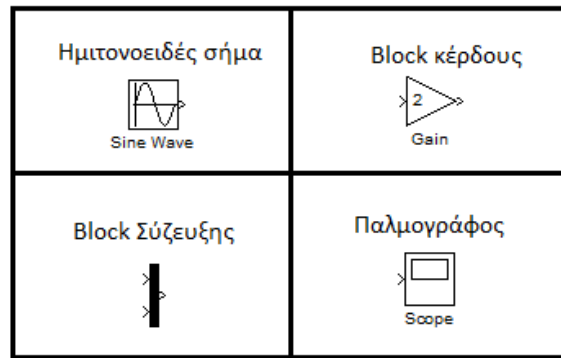 Ημιτονοειδές σήμα
Sine Wave
Block κέρδους
2
Gain
Block Σύζευξης
Παλμογράφος
Scope